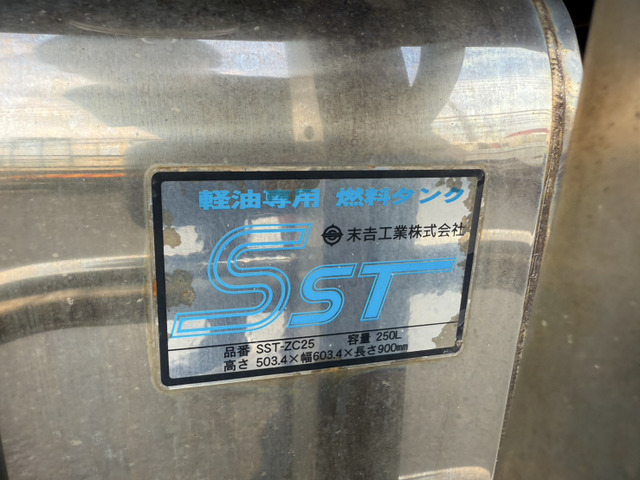 軽油専用 燃料タンク
末吉工業株式会社
SST
品番 SST-ZC25 容量 250L
高さ 503.4×幅603.4×長さ900mm